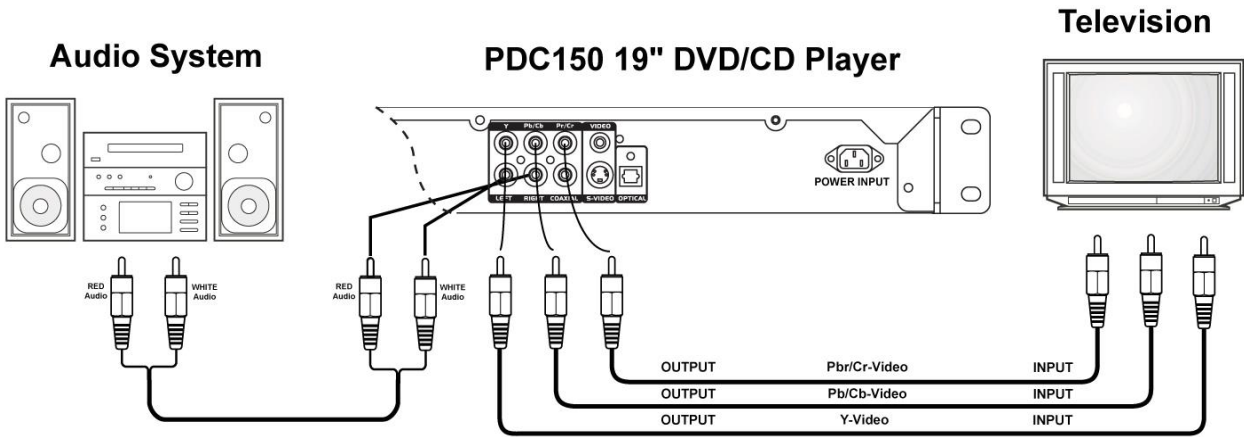 Television
Audio System
PDC150 19" DVD/CD Player
Y Pb/Cb Pr/Cr VIDEO
POWER INPUT
LEFT RIGHT COAXIAL S-VIDEO OPTICAL
RED
Audio
WHITE
Audio
RED
Audio
WHITE
Audio
OUTPUT Pbr/Cr-Video INPUT
OUTPUT Pb/Cb-Video INPUT
OUTPUT Y-Video INPUT